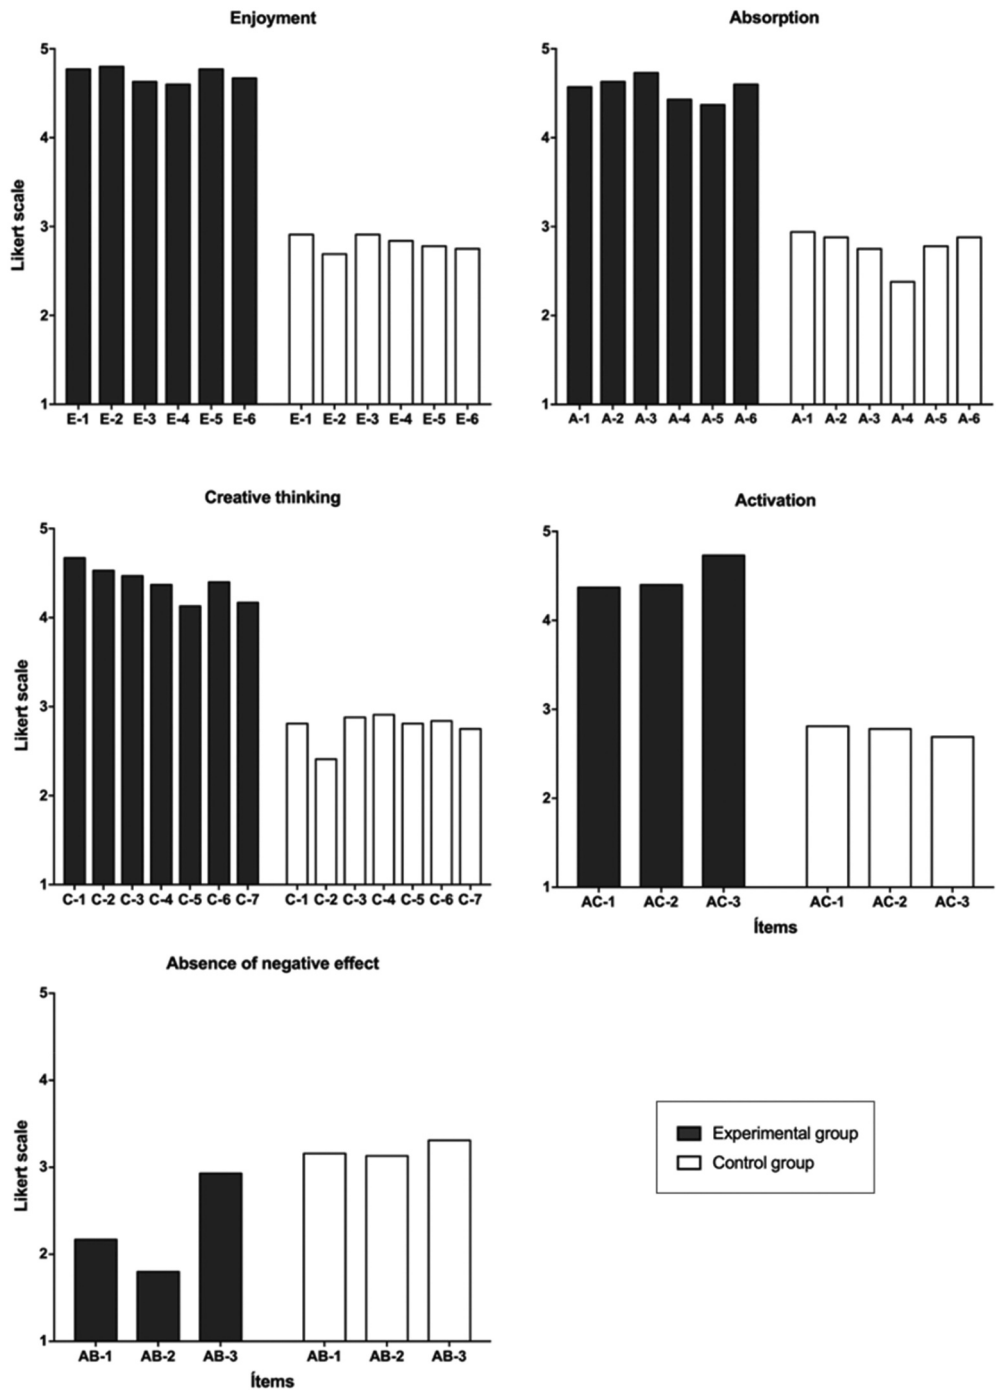 Enjoyment
Likert scale
5
4
3
2
1
E-1 E-2 E-3 E-4 E-5 E-6 E-1 E-2 E-3 E-4 E-5 E-6
Absorption
5
4
3
2
1
A-1 A-2 A-3 A-4 A-5 A-6 A-1 A-2 A-3 A-4 A-5 A-6
Creative thinking
Likert scale
5
4
3
2
1
C-1 C-2 C-3 C-4 C-5 C-6 C-7 C-1 C-2 C-3 C-4 C-5 C-6 C-7
Activation
5
4
3
2
1
AC-1 AC-2 AC-3 AC-1 AC-2 AC-3
Ítems
Absence of negative effect
Likert scale
5
4
3
2
1
AB-1 AB-2 AB-3 AB-1 AB-2 AB-3
Ítems
Experimental group
Control group